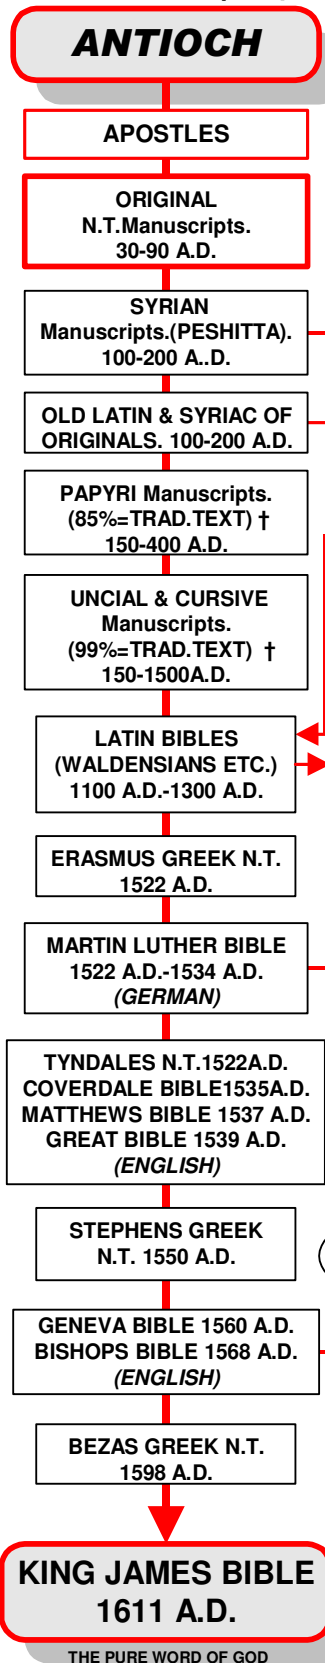 ANTIOCH
APOSTLES
ORIGINAL
N.T.Manuscripts.
30-90 A.D.
SYRIAN
Manuscripts.(PESHITTA).
100-200 A..D.
OLD LATIN & SYRIAC OF
ORIGINALS. 100-200 A.D.
PAPYRI Manuscripts.
(85%=TRAD.TEXT) †
150-400 A.D.
UNCIAL & CURSIVE
Manuscripts.
(99%=TRAD.TEXT) †
150-1500A.D.
LATIN BIBLES
(WALDENSIANS ETC.)
1100 A.D.-1300 A.D.
ERASMUS GREEK N.T.
1522 A.D.
MARTIN LUTHER BIBLE
1522 A.D.-1534 A.D.
(GERMAN)
TYNDALES N.T.1522A.D.
COVERDALE BIBLE1535A.D.
MATTHEWS BIBLE 1537 A.D.
GREAT BIBLE 1539 A.D.
(ENGLISH)
STEPHENS GREEK
N.T. 1550 A.D.
GENEVA BIBLE 1560 A.D.
BISHOPS BIBLE 1568 A.D.
(ENGLISH)
BEZAS GREEK N.T.
1598 A.D.
KING JAMES BIBLE
1611 A.D.
THE PURE WORD OF GOD